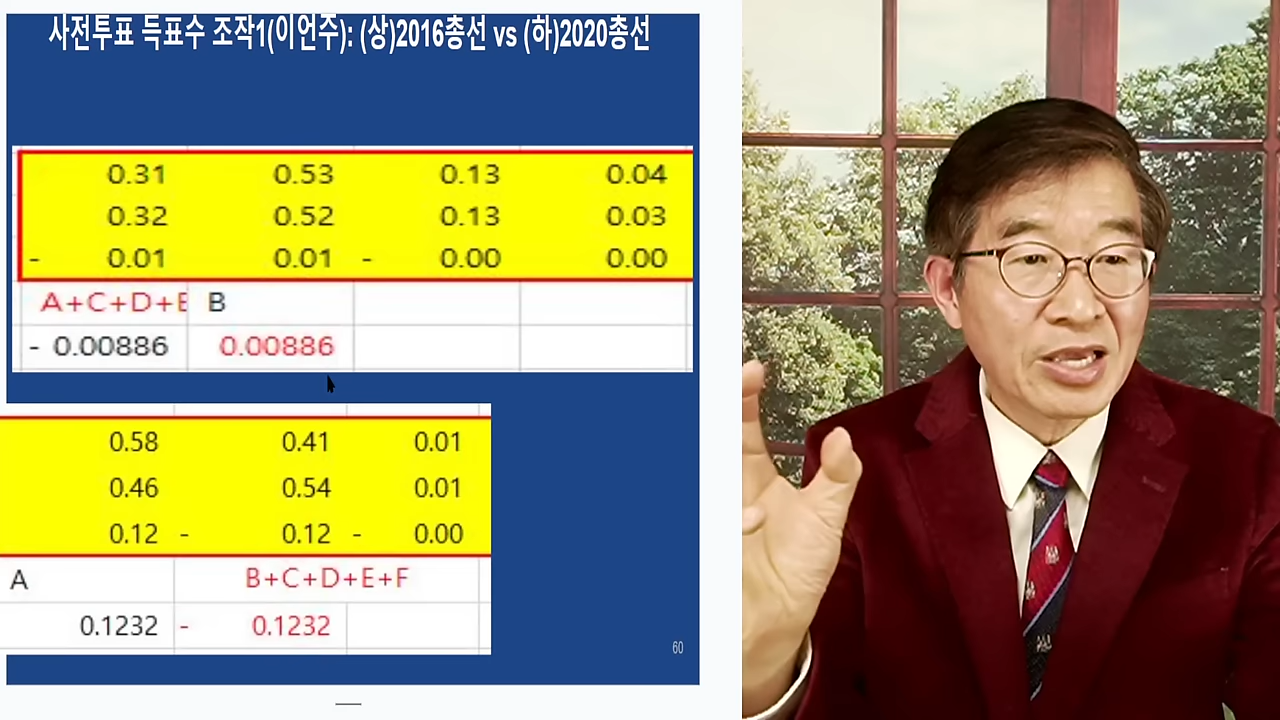 사전투표 득표수 조작1(이언주): (상)2016총선 vs (하)2020총선
0.31 0.53 0.13 0.04
0.32 0.52 0.13 0.03
- 0.01 0.01 - 0.00 0.00
A+C+D+E B
- 0.00886 0.00886
0.58 0.41 0.01
0.46 0.54 0.01
0.12 - 0.12 - 0.00
A B+C+D+E+F
0.1232 - 0.1232
60